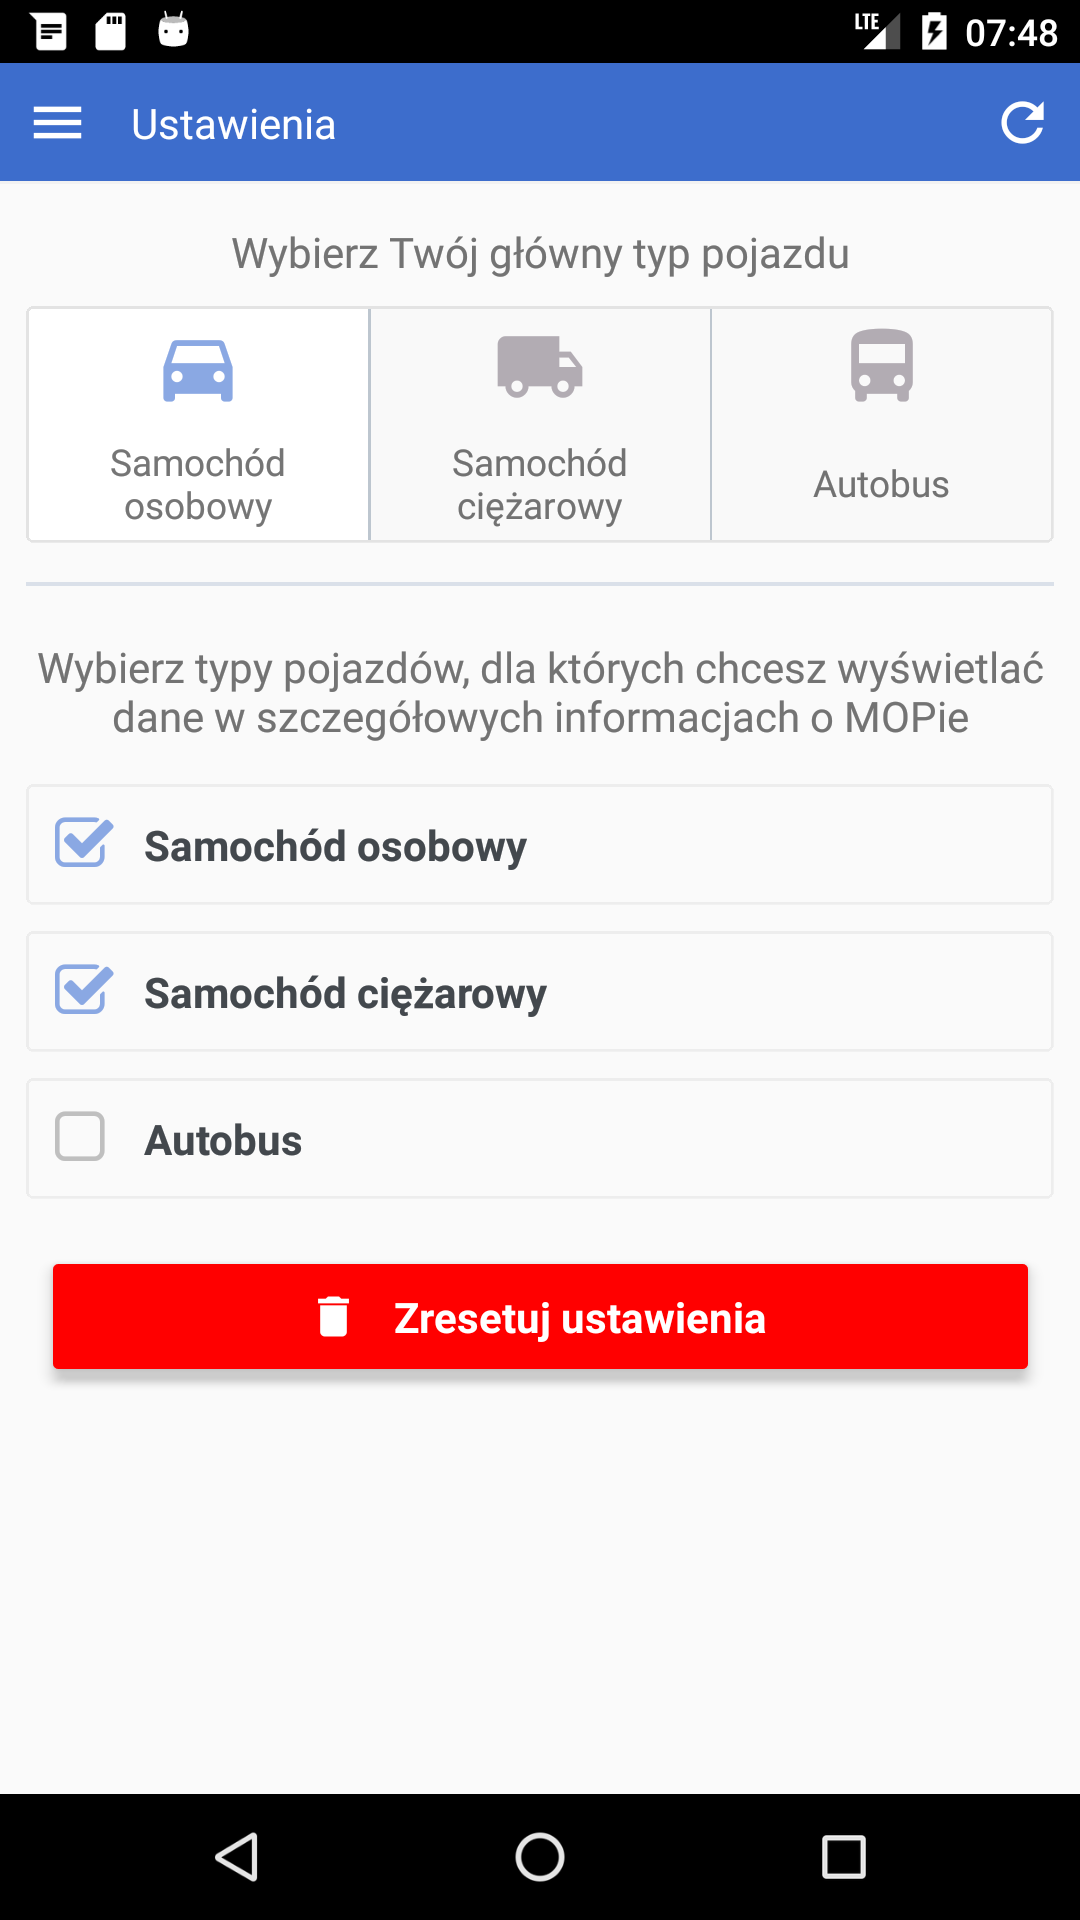 LTE 07:48
Ustawienia
Wybierz Twój główny typ pojazdu
Samochód
osobowy
Samochód
ciężarowy
Autobus
Wybierz typy pojazdów, dla których chcesz wyświetlać
dane w szczegółowych informacjach o MOPie
Samochód osobowy
Samochód ciężarowy
Autobus
Zresetuj ustawienia